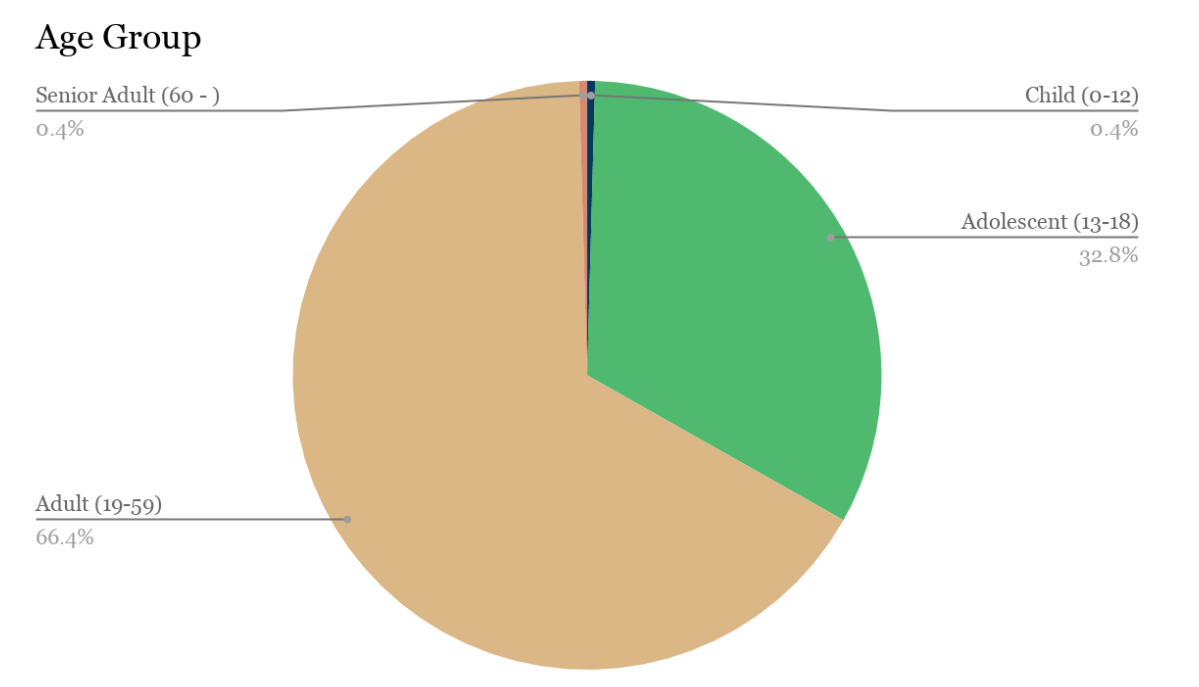 Age Group
Senior Adult (60 - )
0.4%
Child (0-12)
0.4%
Adolescent (13-18)
32.8%
Adult (19-59)
66.4%